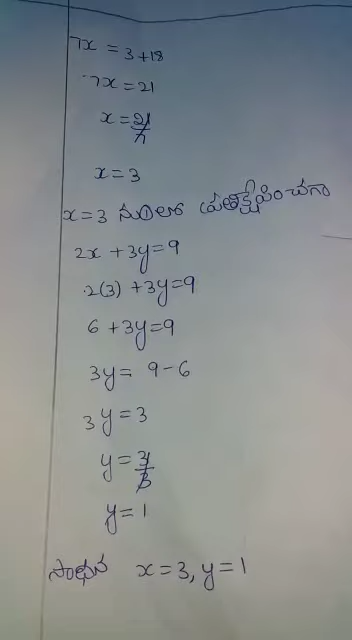 7x = 3+18
7x = 21
x = 21/7
x = 3
x = 3 ప్రతిక్షేపించగా
2x + 3y = 9
2(3) + 3y = 9
6 + 3y = 9
3y = 9 - 6
3y = 3
y = 3/3
y = 1
సాధన x = 3, y = 1